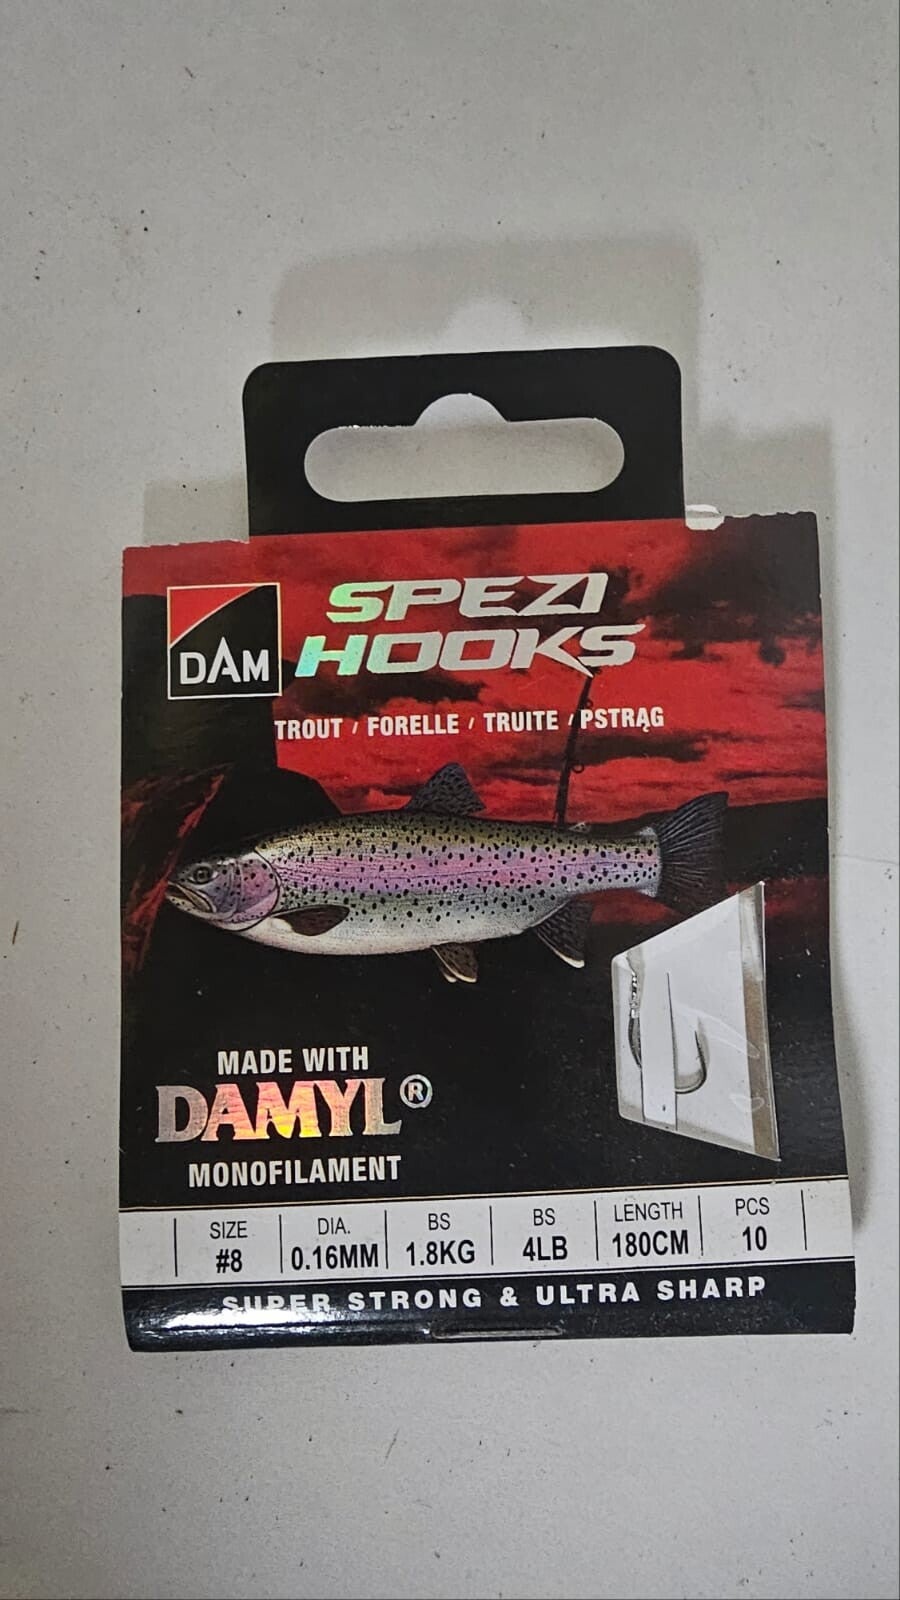 DAM
SPEZI
HOOKS
TROUT / FORELLE / TRUITE / PSTRĄG
MADE WITH
DAMYL®
MONOFILAMENT
SIZE DIA. BS BS LENGTH PCS
#8 0.16MM 1.8KG 4LB 180CM 10
SUPER STRONG & ULTRA SHARP